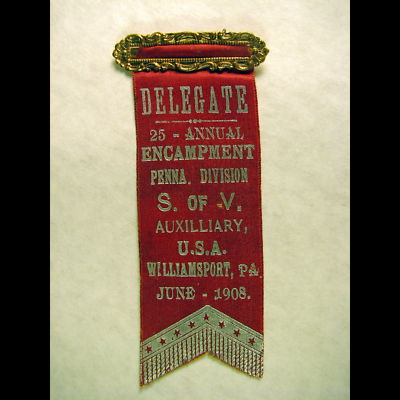 DELEGATE
25 - ANNUAL
ENCAMPMENT
PENNA. DIVISION
S. OF V.
AUXILLIARY,
U.S.A.
WILLIAMSPORT, PA
JUNE - 1908.